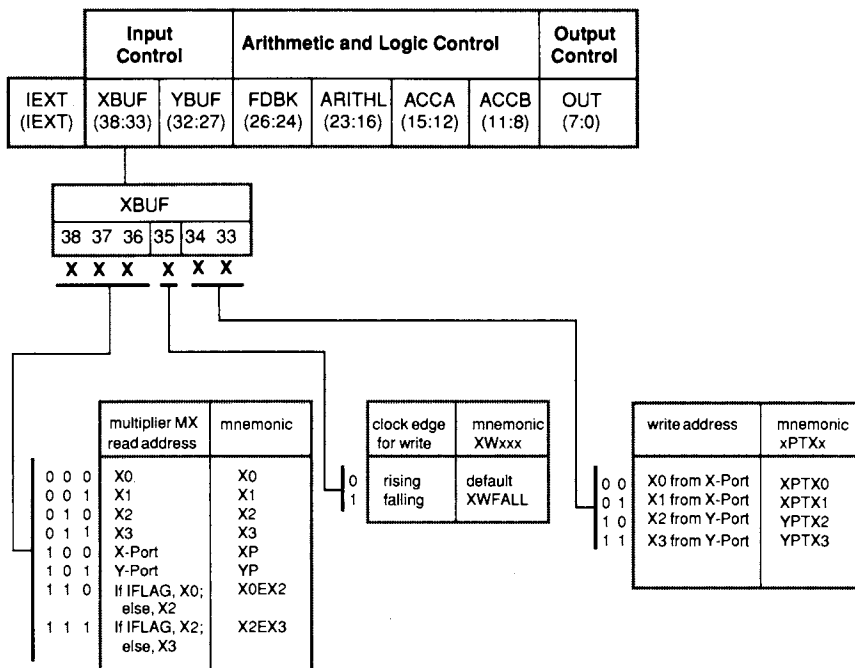 Input Control Arithmetic and Logic Control Output Control
IEXT XBUF YBUF FDBK ARITHL ACCA ACCB OUT
(IEXT) (38:33) (32:27) (26:24) (23:16) (15:12) (11:8) (7:0)
XBUF
38 37 36 35 34 33
X X X X X X
multiplier MX read address mnemonic
0 0 0 X0 X0
0 0 1 X1 X1
0 1 0 X2 X2
0 1 1 X3 X3
1 0 0 X-Port XP
1 0 1 Y-Port YP
1 1 0 If IFLAG, X0; X0EX2
else, X2
1 1 1 If IFLAG, X2; X2EX3
else, X3
clock edge mnemonic
for write XWxxx
0 rising default
1 falling XWFALL
write address mnemonic
xPTXx
0 0 X0 from X-Port XPTX0
0 1 X1 from X-Port XPTX1
1 0 X2 from Y-Port YPTX2
1 1 X3 from Y-Port YPTX3